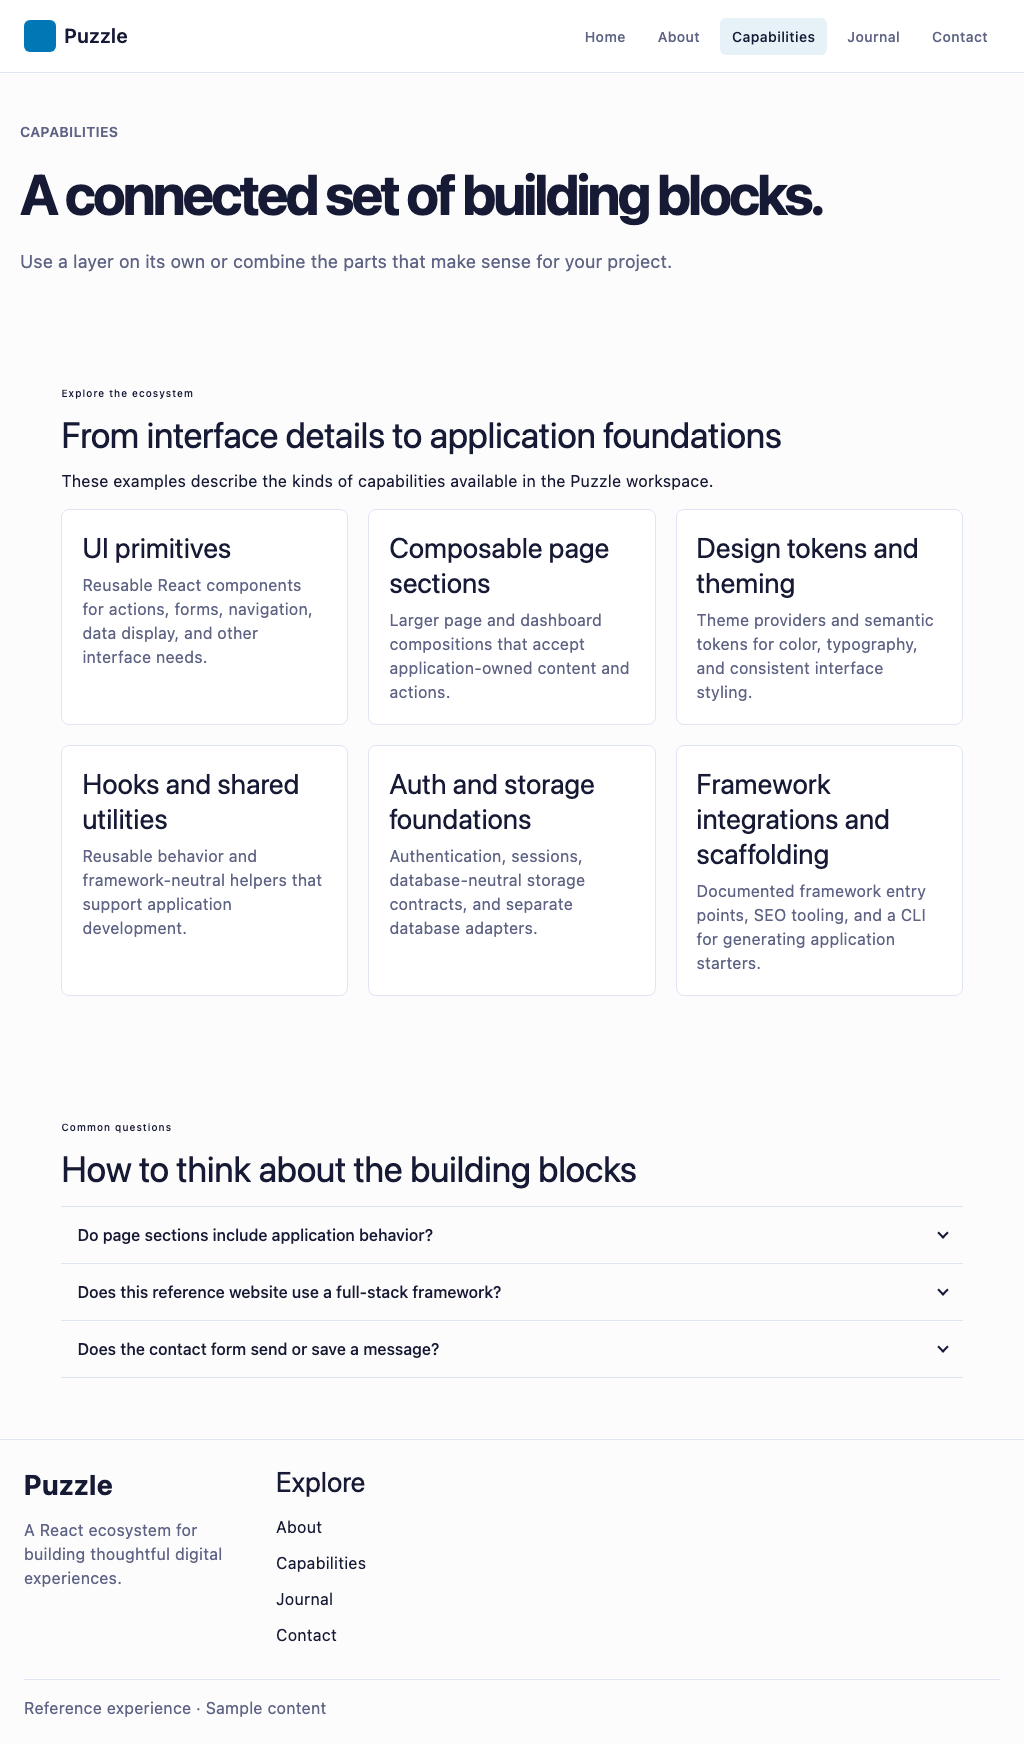 Puzzle
Home
About
Capabilities
Journal
Contact
CAPABILITIES
A connected set of building blocks.
Use a layer on its own or combine the parts that make sense for your project.
Explore the ecosystem
From interface details to application foundations
These examples describe the kinds of capabilities available in the Puzzle workspace.
UI primitives
Reusable React components
for actions, forms, navigation,
data display, and other
interface needs.
Composable page
sections
Larger page and dashboard
compositions that accept
application-owned content and
actions.
Design tokens and
theming
Theme providers and semantic
tokens for color, typography,
and consistent interface
styling.
Hooks and shared
utilities
Reusable behavior and
framework-neutral helpers that
support application
development.
Auth and storage
foundations
Authentication, sessions,
database-neutral storage
contracts, and separate
database adapters.
Framework
integrations and
scaffolding
Documented framework entry
points, SEO tooling, and a CLI
for generating application
starters.
Common questions
How to think about the building blocks
Do page sections include application behavior?
Does this reference website use a full-stack framework?
Does the contact form send or save a message?
Puzzle
A React ecosystem for
building thoughtful digital
experiences.
Explore
About
Capabilities
Journal
Contact
Reference experience · Sample content